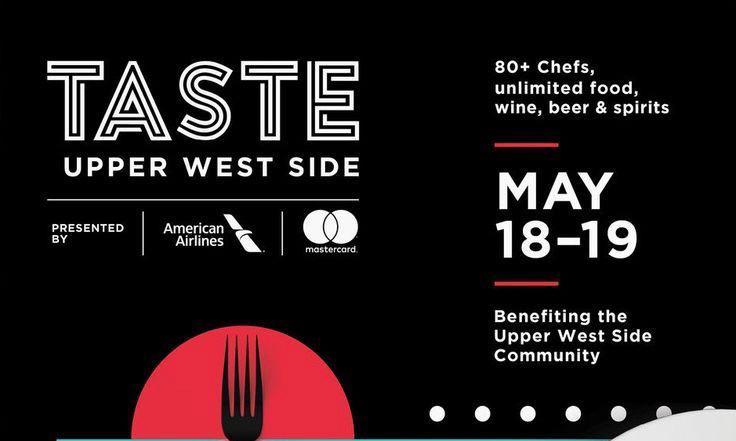 TASTE
UPPER WEST SIDE
PRESENTED
BY
American
Airlines
mastercard.
80+ Chefs,
unlimited food,
wine, beer & spirits
MAY
18–19
Benefiting the
Upper West Side
Community